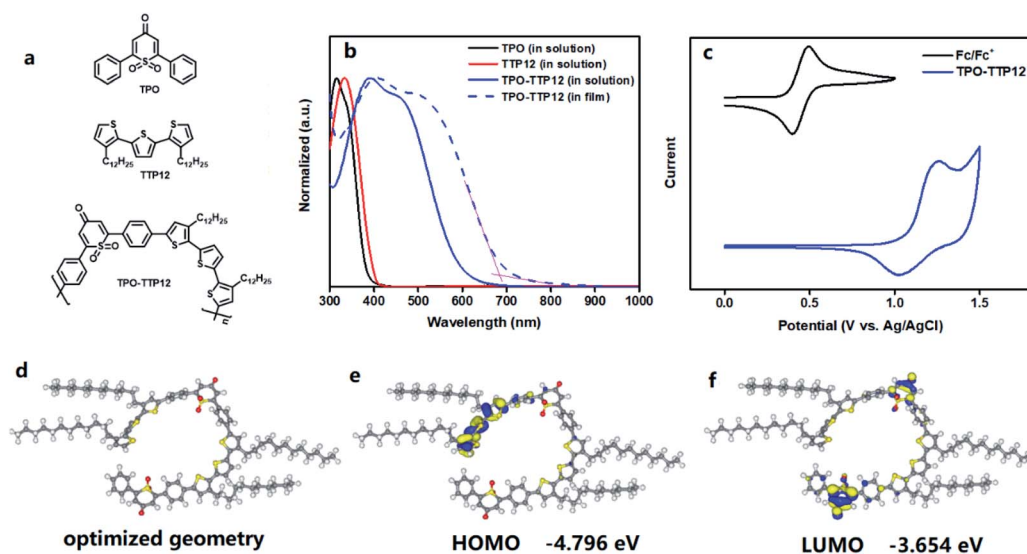 a
O
S
O O
TPO
S
S S
C12H25 C12H25
TTP12
O
C12H25
S
O O
S
S
C12H25
S
n
TPO-TTP12
b
TPO (in solution)
TTP12 (in solution)
TPO-TTP12 (in solution)
TPO-TTP12 (in film)
Normalized (a.u.)
300 400 500 600 700 800 900 1000
Wavelength (nm)
c
Fc/Fc+
TPO-TTP12
Current
0.0 0.5 1.0 1.5
Potential (V vs. Ag/AgCl)
d
optimized geometry
e
HOMO -4.796 eV
f
LUMO -3.654 eV